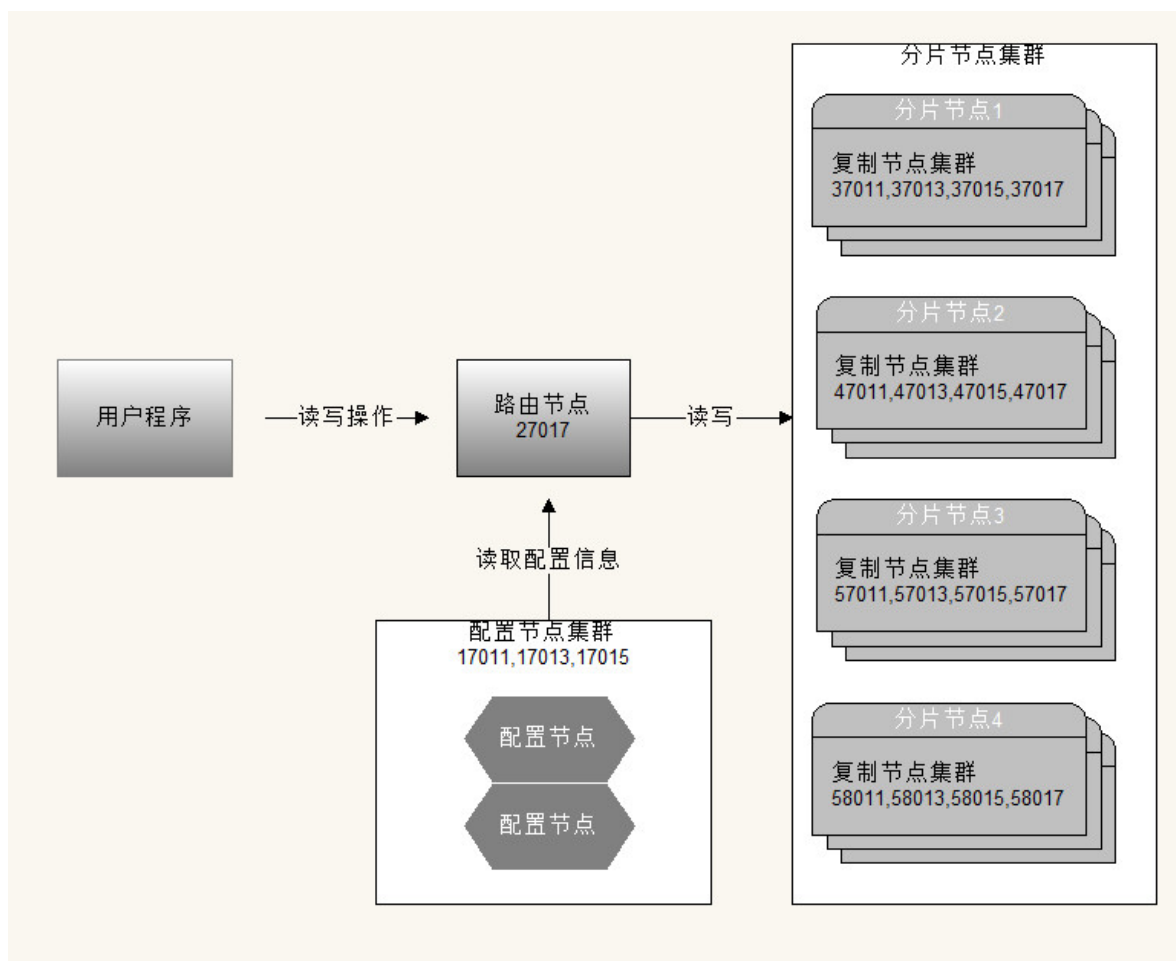 分片节点集群
分片节点1
复制节点集群
37011,37013,37015,37017
分片节点2
复制节点集群
47011,47013,47015,47017
用户程序
读写操作
路由节点
27017
读写
分片节点3
复制节点集群
57011,57013,57015,57017
读取配置信息
配置节点集群
17011,17013,17015
配置节点
配置节点
分片节点4
复制节点集群
58011,58013,58015,58017